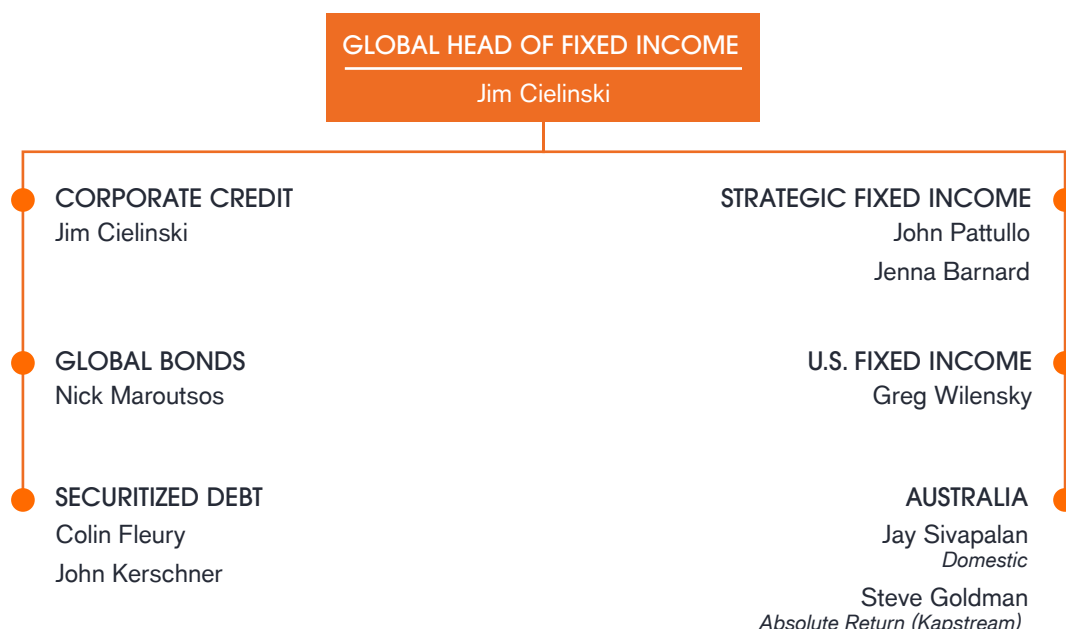 GLOBAL HEAD OF FIXED INCOME
Jim Cielinski
CORPORATE CREDIT
Jim Cielinski
GLOBAL BONDS
Nick Maroutsos
SECURITIZED DEBT
Colin Fleury
John Kerschner
STRATEGIC FIXED INCOME
John Pattullo
Jenna Barnard
U.S. FIXED INCOME
Greg Wilensky
AUSTRALIA
Jay Sivapalan
Domestic
Steve Goldman
Absolute Return (Kapstream)